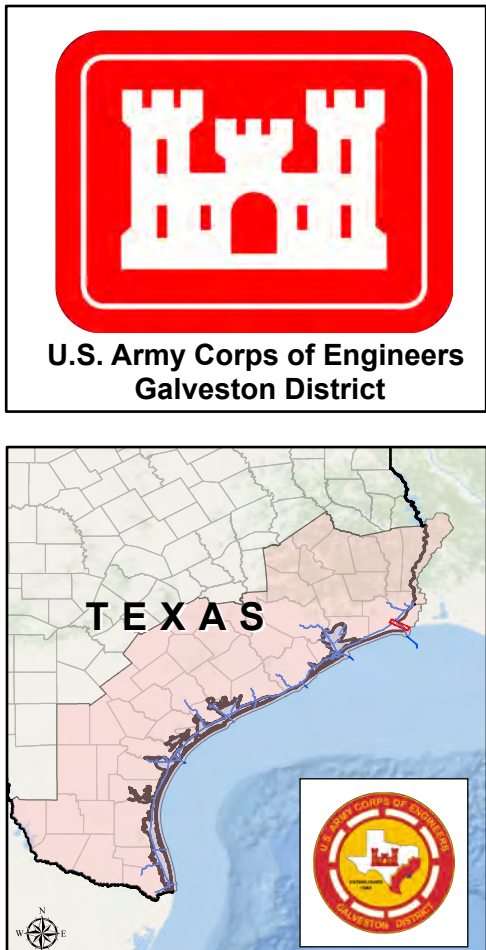 U.S. Army Corps of Engineers
Galveston District
TEXAS
N
W E
S
U.S. ARMY CORPS OF ENGINEERS
GALVESTON DISTRICT